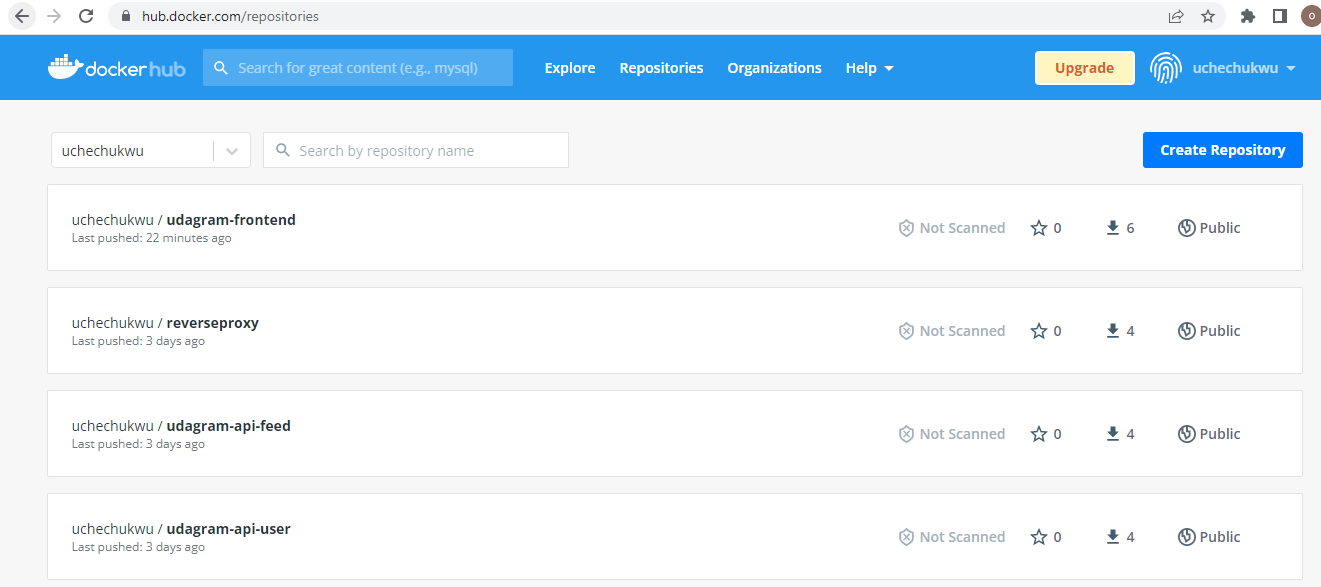 hub.docker.com/repositories
O
dockerhub
Search for great content (e.g., mysql)
Explore
Repositories
Organizations
Help
Upgrade
uchechukwu
uchechukwu
Search by repository name
Create Repository
uchechukwu / udagram-frontend
Last pushed: 22 minutes ago
Not Scanned
0
6
Public
uchechukwu / reverseproxy
Last pushed: 3 days ago
Not Scanned
0
4
Public
uchechukwu / udagram-api-feed
Last pushed: 3 days ago
Not Scanned
0
4
Public
uchechukwu / udagram-api-user
Last pushed: 3 days ago
Not Scanned
0
4
Public